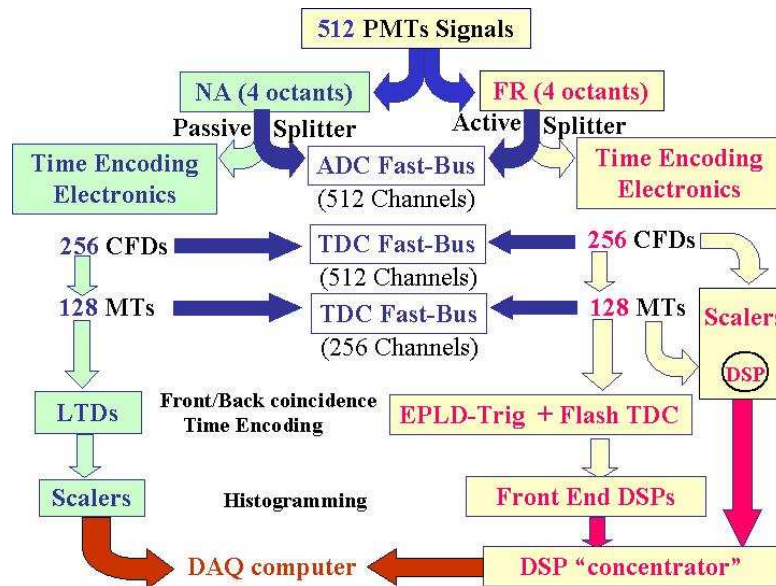 512 PMTs Signals
NA (4 octants)
FR (4 octants)
Passive Splitter
Active Splitter
Time Encoding
Electronics
ADC Fast-Bus
(512 Channels)
Time Encoding
Electronics
256 CFDs
TDC Fast-Bus
(512 Channels)
256 CFDs
128 MTs
TDC Fast-Bus
(256 Channels)
128 MTs
Scalers
DSP
LTDs
Front/Back coincidence
Time Encoding
EPLD-Trig + Flash TDC
Scalers
Histogramming
Front End DSPs
DAQ computer
DSP “concentrator”